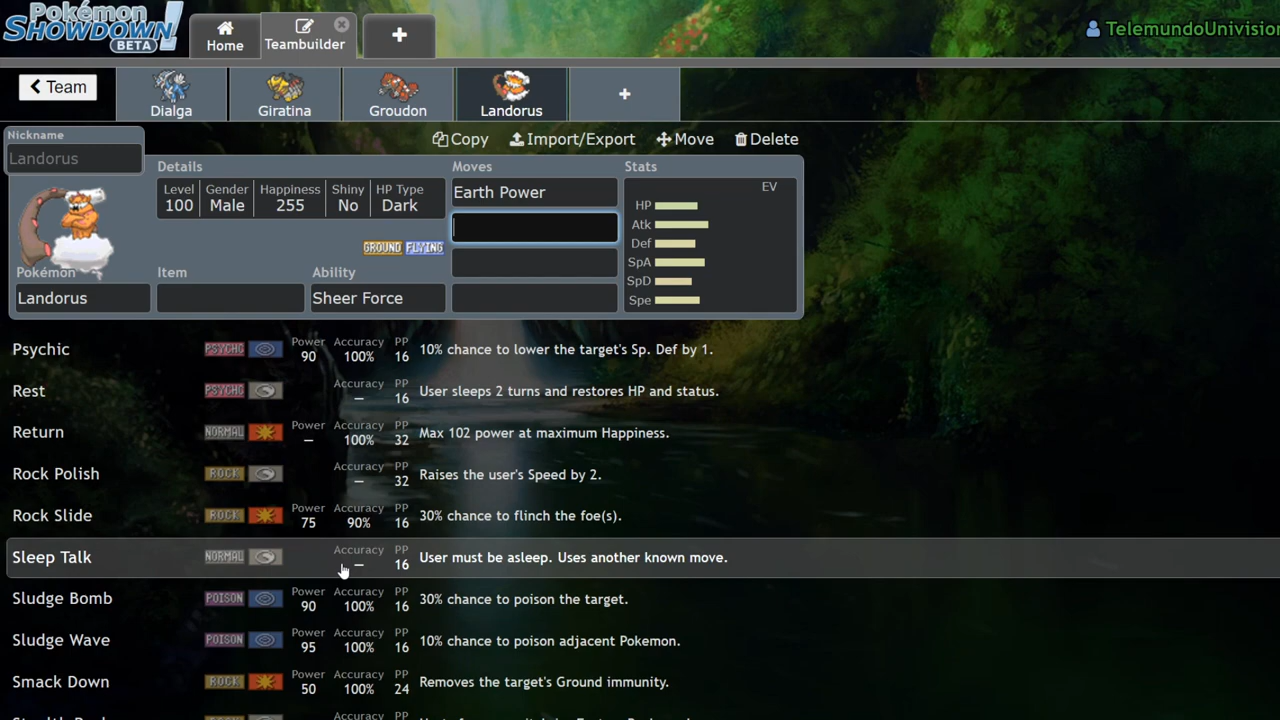 Pokémon
SHOWDOWN!
BETA
Home
Teambuilder
TelemundoUnivision
Team
Dialga
Giratina
Groudon
Landorus
Nickname
Landorus
Copy
Import/Export
Move
Delete
Details
Moves
Stats
Level
100
Gender
Male
Happiness
255
Shiny
No
HP Type
Dark
Earth Power
EV
HP
Atk
Def
SpA
SpD
Spe
GROUND FLYING
Pokémon
Landorus
Item
Ability
Sheer Force
Psychic PSYCHC Power 90 Accuracy 100% PP 16 10% chance to lower the target's Sp. Def by 1.
Rest PSYCHC Accuracy — PP 16 User sleeps 2 turns and restores HP and status.
Return NORMAL Power — Accuracy 100% PP 32 Max 102 power at maximum Happiness.
Rock Polish ROCK Accuracy — PP 32 Raises the user's Speed by 2.
Rock Slide ROCK Power 75 Accuracy 90% PP 16 30% chance to flinch the foe(s).
Sleep Talk NORMAL Accuracy — PP 16 User must be asleep. Uses another known move.
Sludge Bomb POISON Power 90 Accuracy 100% PP 16 30% chance to poison the target.
Sludge Wave POISON Power 95 Accuracy 100% PP 16 10% chance to poison adjacent Pokemon.
Smack Down ROCK Power 50 Accuracy 100% PP 24 Removes the target's Ground immunity.
Accuracy PP